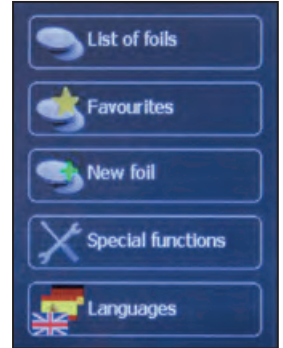 List of foils
Favourites
New foil
Special functions
Languages